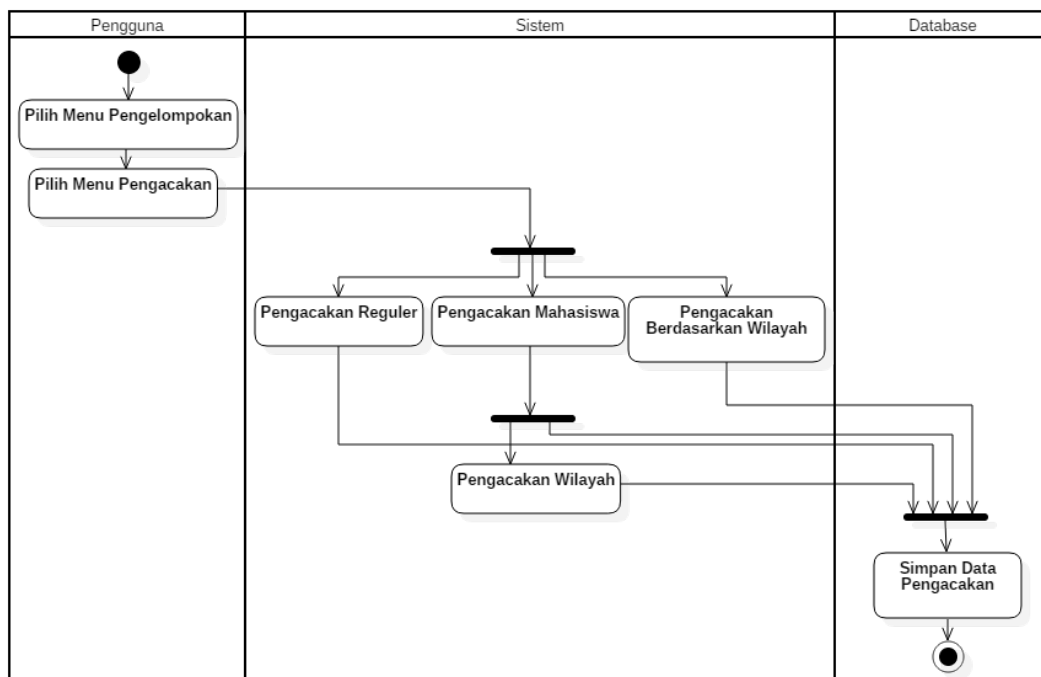 Pengguna
Sistem
Database
Pilih Menu Pengelompokan
Pilih Menu Pengacakan
Pengacakan Reguler
Pengacakan Mahasiswa
Pengacakan
Berdasarkan Wilayah
Pengacakan Wilayah
Simpan Data
Pengacakan